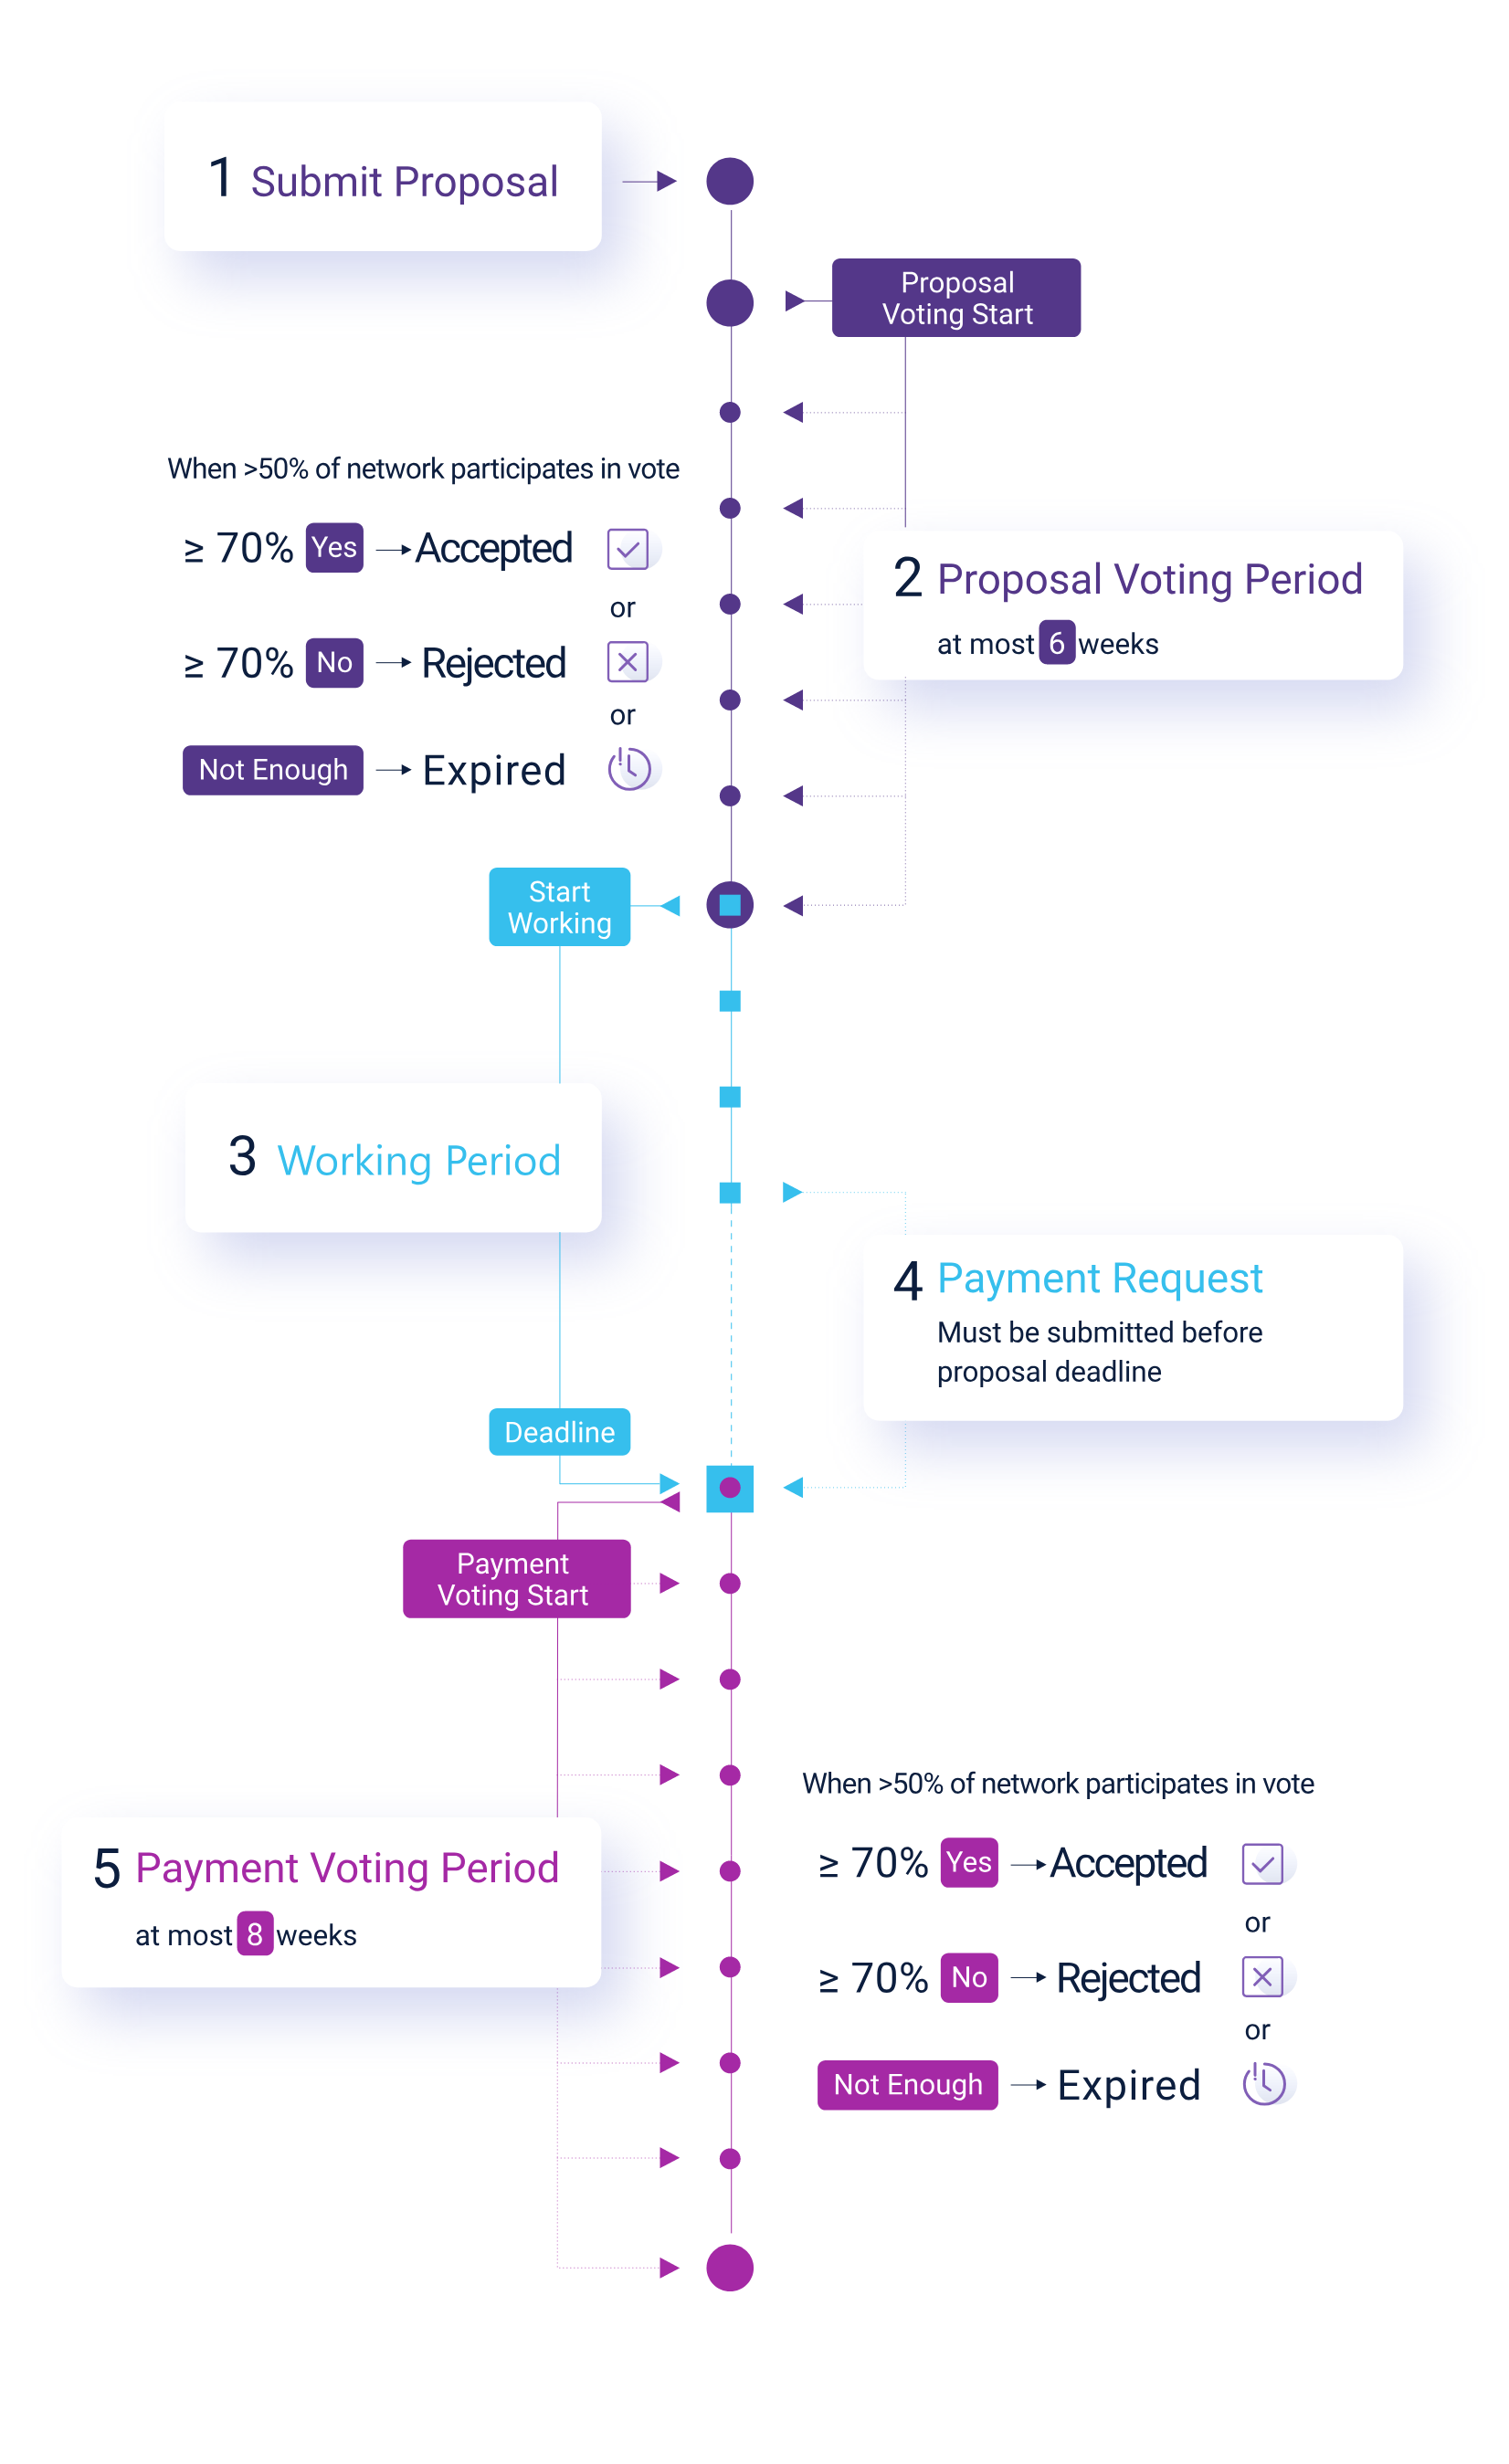 1 Submit Proposal
Proposal
Voting Start
When >50% of network participates in vote
≥ 70% Yes Accepted
or
≥ 70% No Rejected
or
Not Enough Expired
2 Proposal Voting Period
at most 6 weeks
Start
Working
3 Working Period
4 Payment Request
Must be submitted before
proposal deadline
Deadline
Payment
Voting Start
5 Payment Voting Period
at most 8 weeks
When >50% of network participates in vote
≥ 70% Yes Accepted
or
≥ 70% No Rejected
or
Not Enough Expired